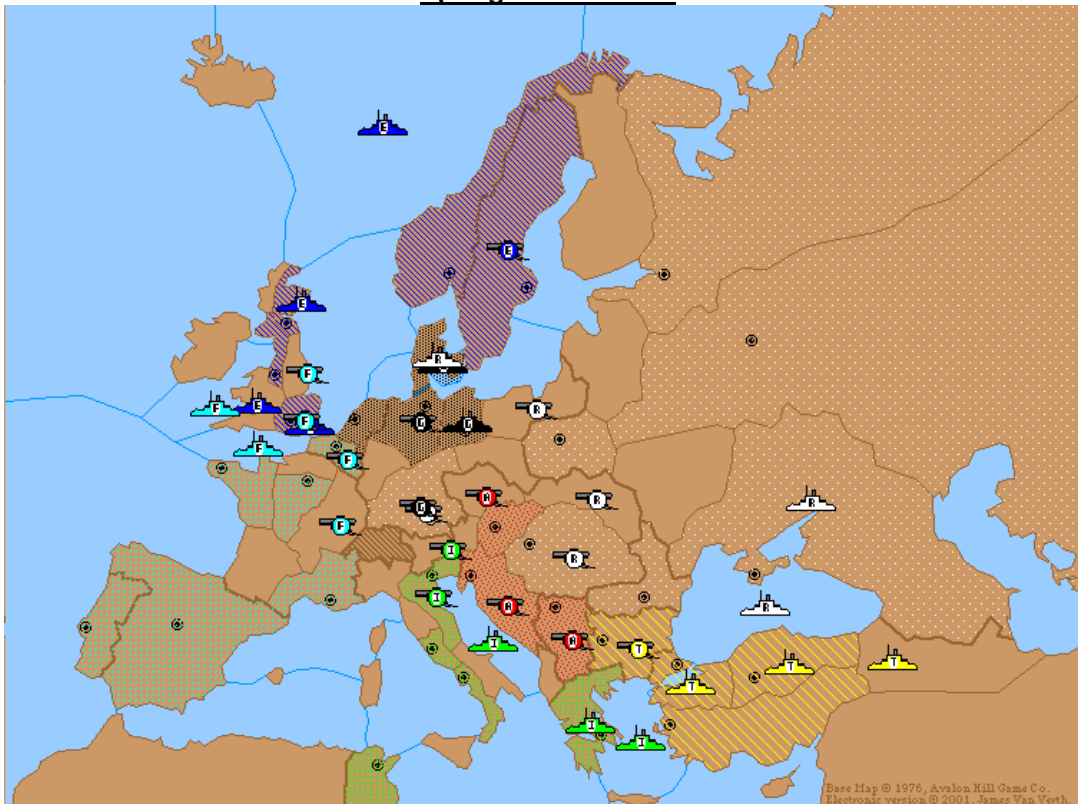 E
E
E
R
F
F E R
F G G
F
F
A R R
G
F
I
R
I A R
I A T
T T
T
I
I
Base Map © 1976, Avalon Hill Game Co.
Electronic version © 2001, James Van Verth